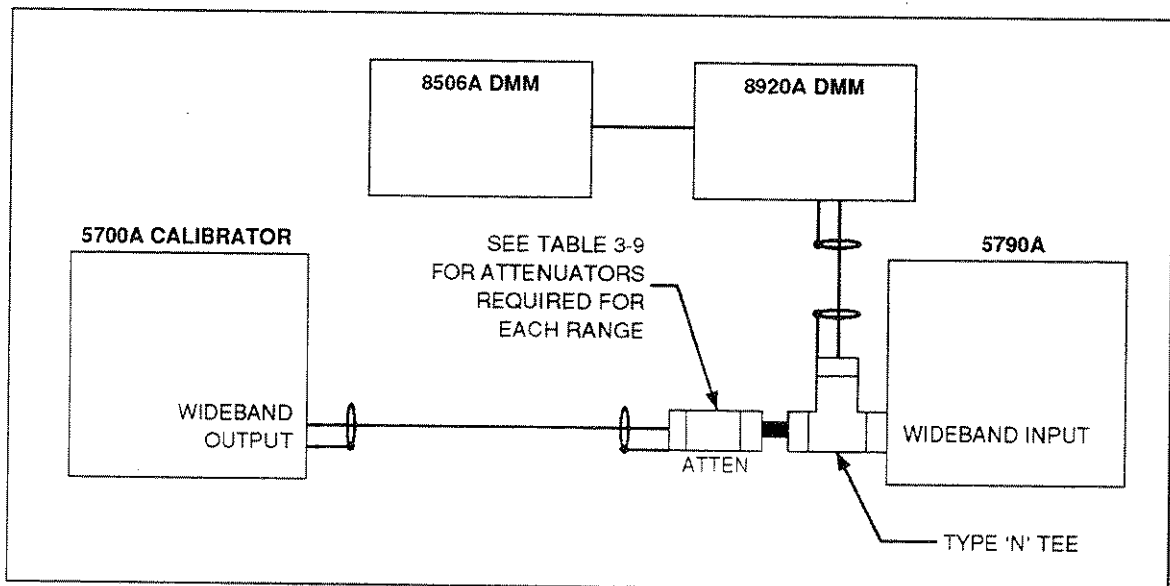 8506A DMM
8920A DMM
5700A CALIBRATOR
SEE TABLE 3-9
FOR ATTENUATORS
REQUIRED FOR
EACH RANGE
5790A
WIDEBAND
OUTPUT
ATTEN
WIDEBAND INPUT
TYPE 'N' TEE